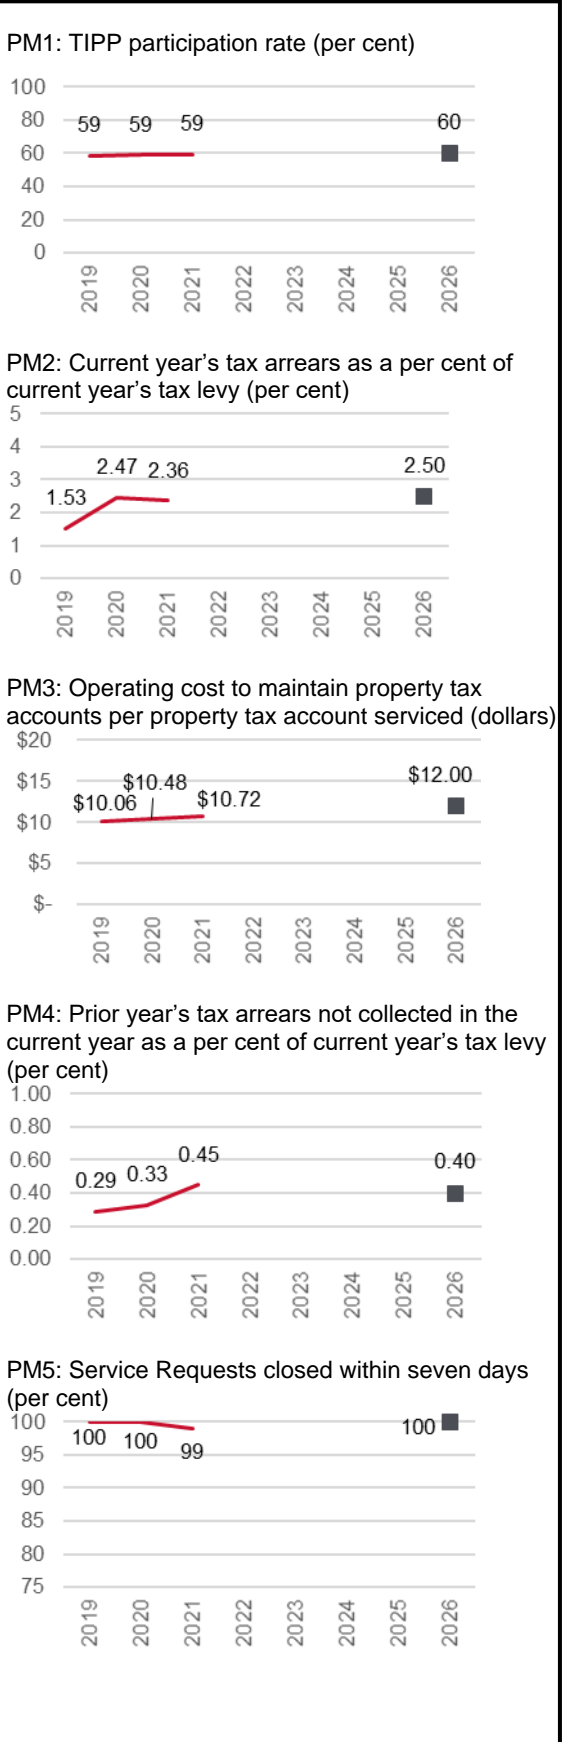 PM1: TIPP participation rate (per cent)
100
80
60
40
20
0
59 59 59 60
2019 2020 2021 2022 2023 2024 2025 2026
PM2: Current year’s tax arrears as a per cent of
current year’s tax levy (per cent)
5
4
3
2
1
0
1.53 2.47 2.36 2.50
2019 2020 2021 2022 2023 2024 2025 2026
PM3: Operating cost to maintain property tax
accounts per property tax account serviced (dollars)
$20
$15
$10
$5
$-
$10.06 $10.48 $10.72 $12.00
2019 2020 2021 2022 2023 2024 2025 2026
PM4: Prior year’s tax arrears not collected in the
current year as a per cent of current year’s tax levy
(per cent)
1.00
0.80
0.60
0.40
0.20
0.00
0.29 0.33 0.45 0.40
2019 2020 2021 2022 2023 2024 2025 2026
PM5: Service Requests closed within seven days
(per cent)
100
95
90
85
80
75
100 100 99 100
2019 2020 2021 2022 2023 2024 2025 2026